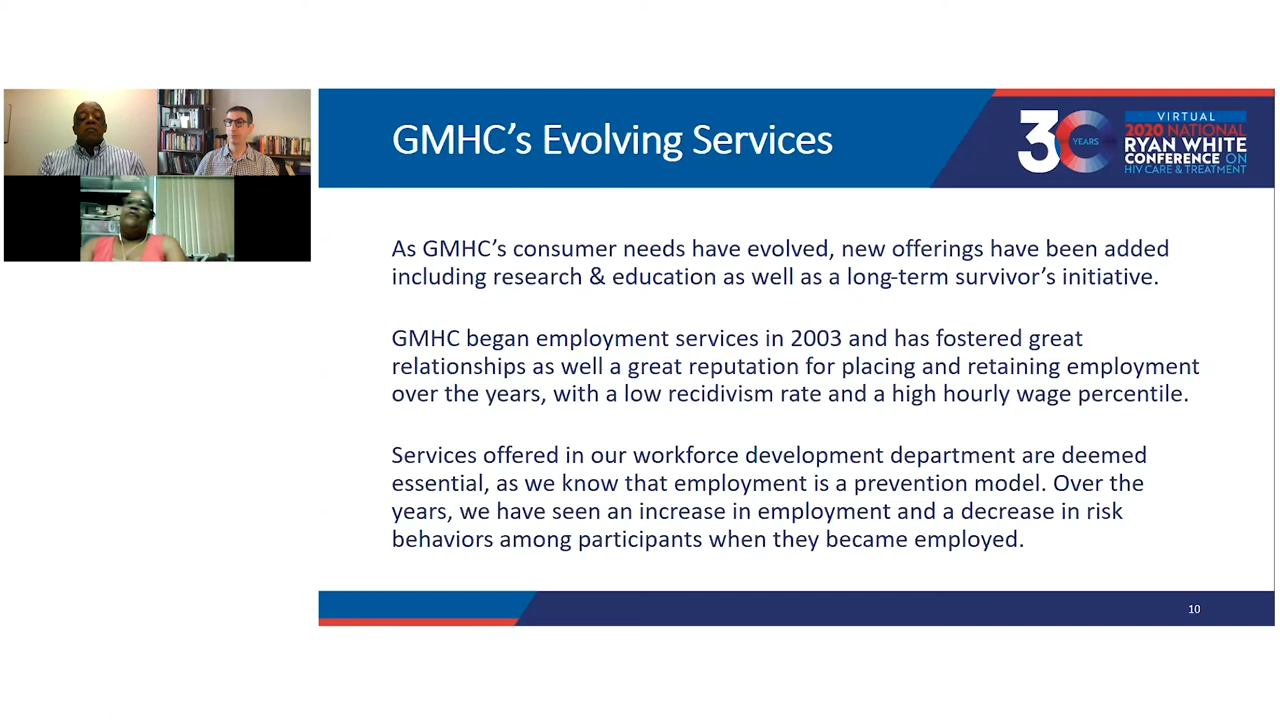 GMHC’s Evolving Services
30
YEARS
VIRTUAL
2020 NATIONAL
RYAN WHITE
CONFERENCE ON
HIV CARE & TREATMENT
As GMHC’s consumer needs have evolved, new offerings have been added
including research & education as well as a long-term survivor’s initiative.
GMHC began employment services in 2003 and has fostered great
relationships as well a great reputation for placing and retaining employment
over the years, with a low recidivism rate and a high hourly wage percentile.
Services offered in our workforce development department are deemed
essential, as we know that employment is a prevention model. Over the
years, we have seen an increase in employment and a decrease in risk
behaviors among participants when they became employed.
10